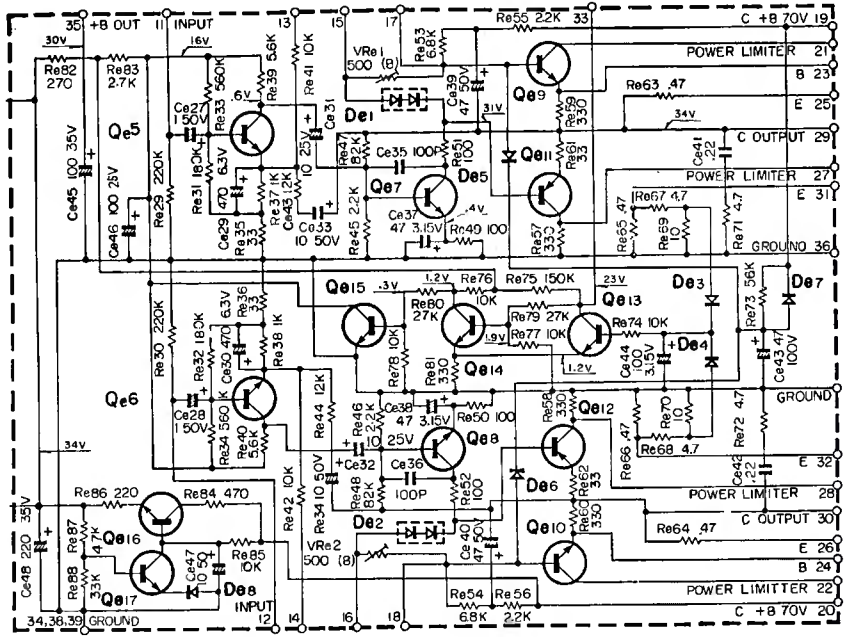 35 +B OUT 11 INPUT 13 15 17 Re55 2.2K 33 C +B 70V 19
30V 16V
Re82 270
Re83 2.7K
Re33 560K
Re39 5.6K
Re41 10K
VRe1 500 (B)
Re53 6.8K
Ce39 47 50V
Qe9
POWER LIMITER 21
B 23
Re63 .47
E 25
.6V
Ce27 1 50V
Ce31 10 25V
De1
31V
Re59 330
34V
C OUTPUT 29
Qe5
Ce45 100 35V
Ce46 100 25V
Re29 220K
Re31 180K
Ce29 470 6.3V
Re37 1K
Re35 33
Ce43 12K
Ce33 10 50V
Re47 82K
Ce35 100P
Re51 100
De5
Qe7
Re45 2.2K
Ce37 47 3.15V
.4V
Re49 100
Qe11
Re61 33
Re57 330
Ce41 .22
POWER LIMITER 27
E 31
Re67 4.7
Re65 .47
Re69 10
Re71 4.7
GROUND 36
Re30 220K
Re36 33
Re32 180K
Ce30 470 6.3V
Re38 1K
Qe15
.3V
1.2V
Re76 10K
Re80 27K
Re75 150K
23V
Re79 27K
Qe13
1.9V
Re77 10K
Re78 10K
Qe14
Re81 330
1.2V
Re74 10K
De3
De4
Ce44 100 3.15V
Re73 56K
De7
Ce43 47 100V
GROUND
Qe6
Ce28 1 50V
Re34 560K
Re40 5.6K
Re44 12K
Re46 2.2K
Ce38 47 3.15V
Re50 100
Re58 330
Qe12
Ce32 10 25V
Qe8
Ce36 100P
Re48 82K
Re52 100
Re66 .47
Re70 10
Re68 4.7
Re72 4.7
Ce42 .22
E 32
34V
Re42 10K
Re34 10 50V
De6
Re62 33
Re60 330
POWER LIMITER 28
C OUTPUT 30
Re86 220
Re84 470
De2
VRe2 500 (B)
Ce40 47 50V
Qe10
Re64 .47
E 26
B 24
Ce48 220 35V
Re87 4.7K
Re88 33K
Qe16
Qe17
Ce47 10 50
De8
Re85 10K
Re54 6.8K
Re56 2.2K
POWER LIMITTER 22
C +B 70V 20
34,38,39 GROUND INPUT 12 14 16 18